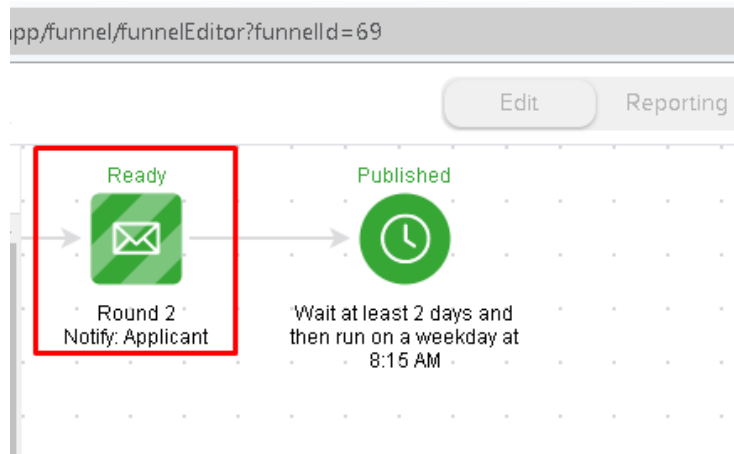 app/funnel/funnelEditor?funnelId=69
Edit
Reporting
Ready
Published
Round 2
Notify: Applicant
Wait at least 2 days and
then run on a weekday at
8:15 AM